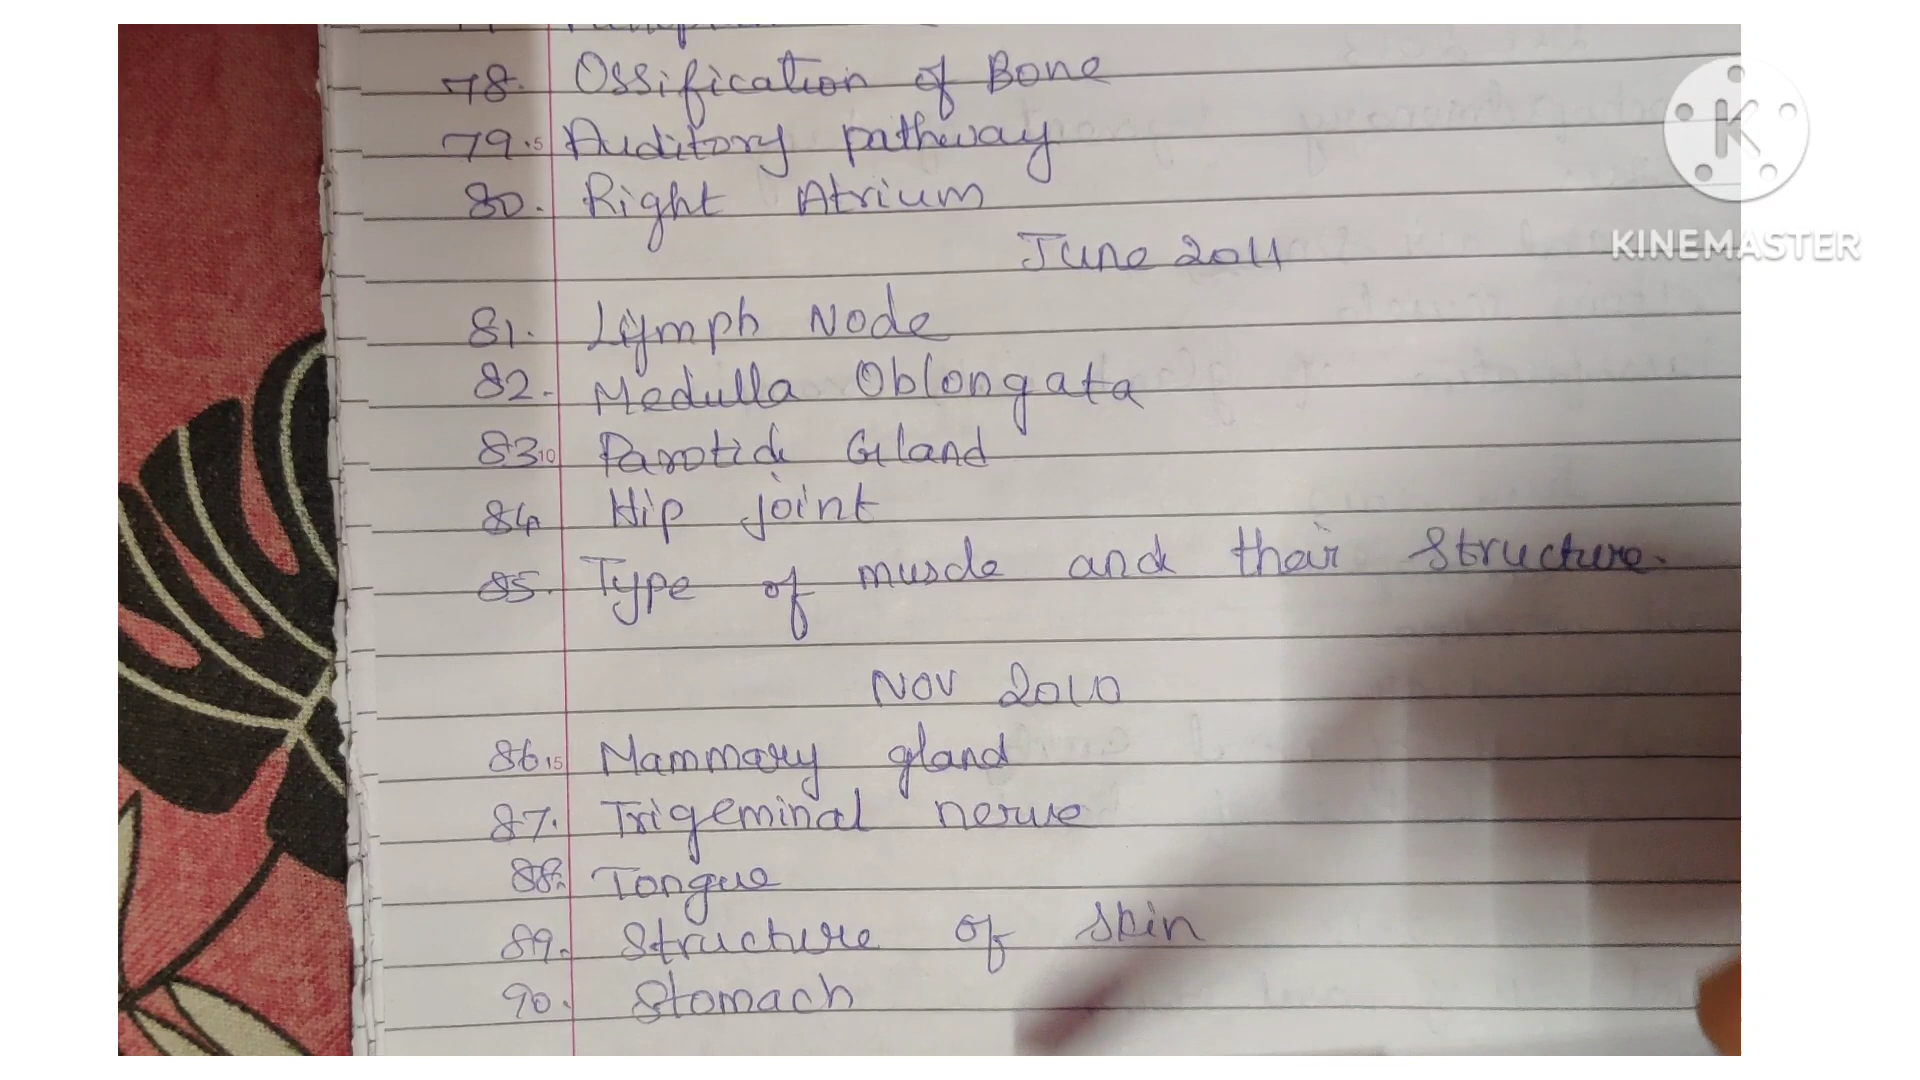 78. Ossification of Bone
79. Auditory pathway
80. Right Atrium
June 2011
81. Lymph Node
82. Medulla Oblongata
83. Parotid Gland
84 Hip joint
85. Type of muscle and their structure.
NOV 2010
86. Mammary gland
87. Trigeminal nerve
88. Tongue
89. Structure of skin
90. Stomach
K
KINEMASTER